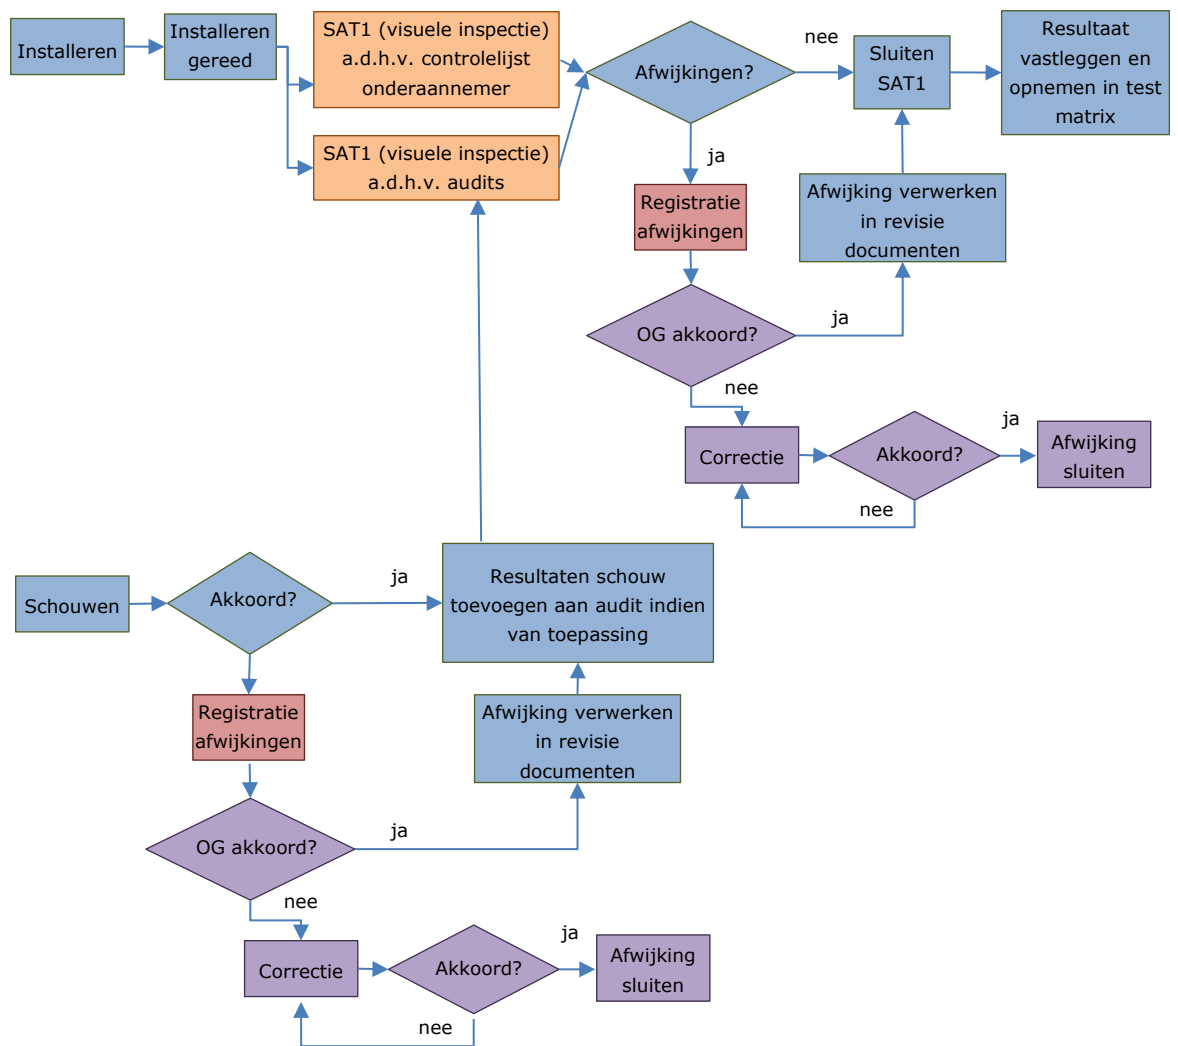 Installeren
Installeren
gereed
SAT1 (visuele inspectie)
a.d.h.v. controlelijst
onderaannemer
SAT1 (visuele inspectie)
a.d.h.v. audits
Afwijkingen?
nee
Sluiten
SAT1
Resultaat
vastleggen en
opnemen in test
matrix
ja
Registratie
afwijkingen
Afwijking verwerken
in revisie
documenten
OG akkoord?
ja
nee
Correctie
Akkoord?
ja
Afwijking
sluiten
nee
Schouwen
Akkoord?
ja
Resultaten schouw
toevoegen aan audit indien
van toepassing
Registratie
afwijkingen
Afwijking verwerken
in revisie
documenten
OG akkoord?
ja
nee
Correctie
Akkoord?
ja
Afwijking
sluiten
nee